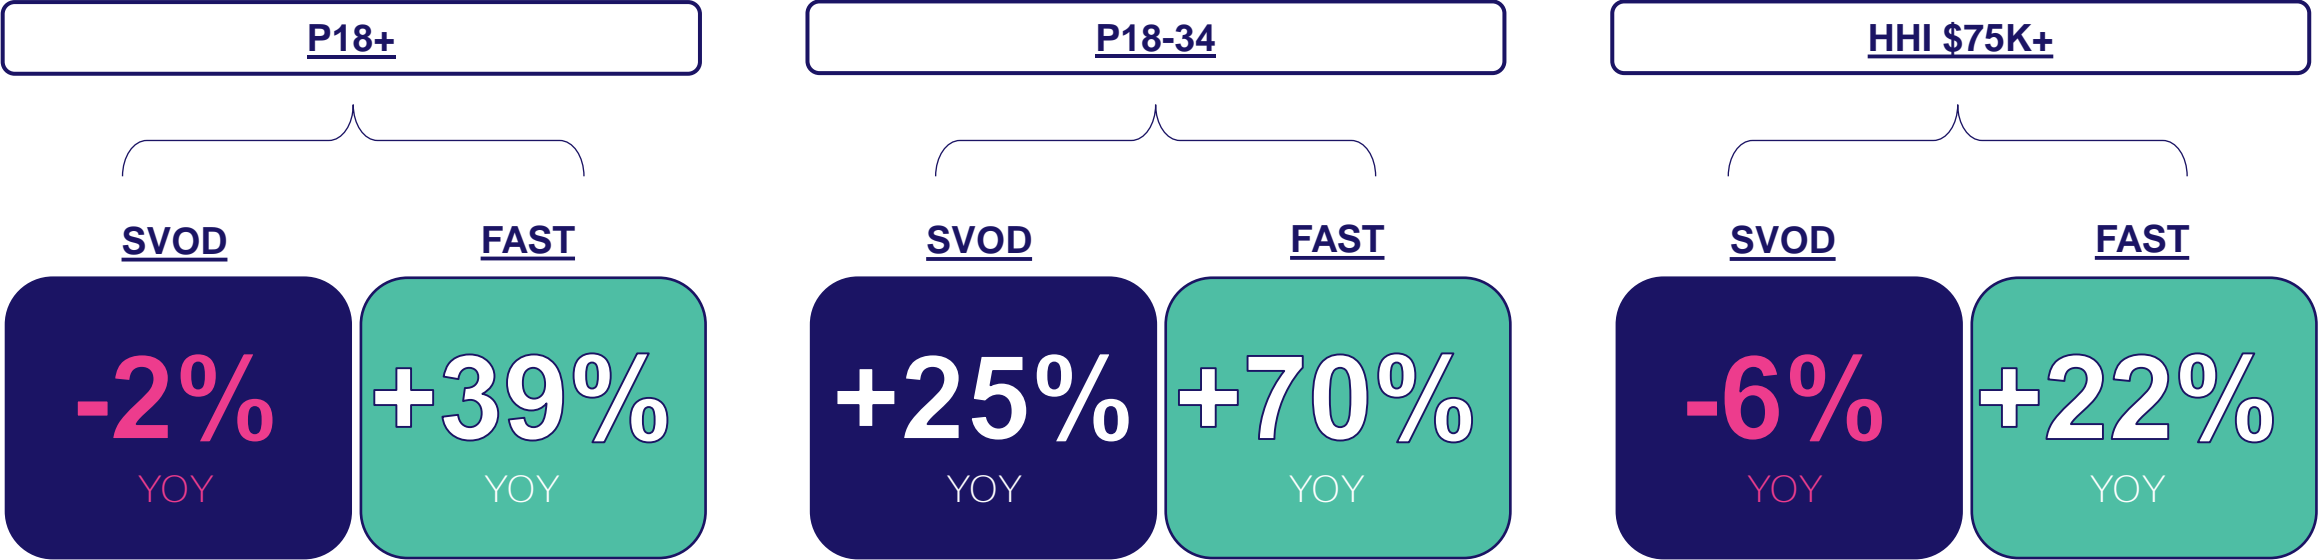 P18+
SVOD
FAST
-2%
YOY
+39%
YOY
P18-34
SVOD
FAST
+25%
YOY
+70%
YOY
HHI $75K+
SVOD
FAST
-6%
YOY
+22%
YOY